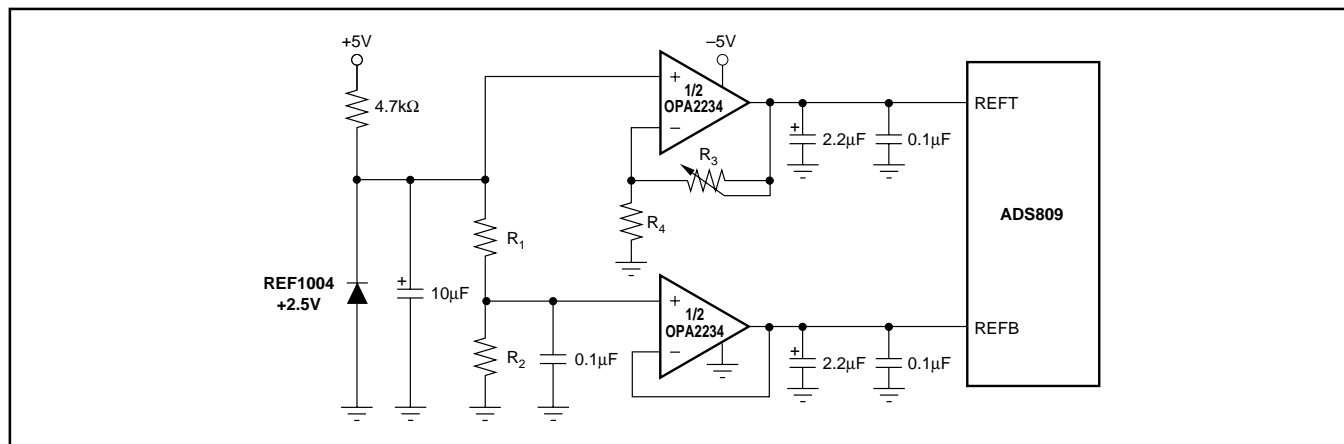 +5V
–5V
4.7kΩ
+
1/2
OPA2234
–
REFT
+
2.2µF
0.1µF
R3
R4
ADS809
R1
REF1004
+2.5V
+
10µF
+
1/2
OPA2234
–
REFB
R2
0.1µF
+
2.2µF
0.1µF